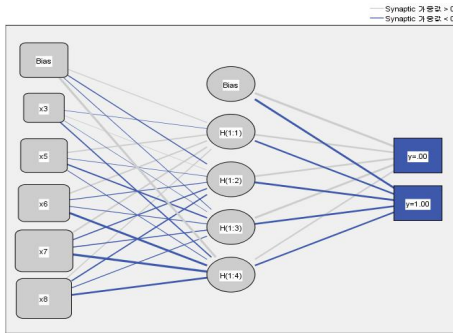 Synaptic 가중값 > 0
Synaptic 가중값 < 0
Bias
x3
x5
x6
x7
x8
Bias
H(1:1)
H(1:2)
H(1:3)
H(1:4)
y=.00
y=1.00